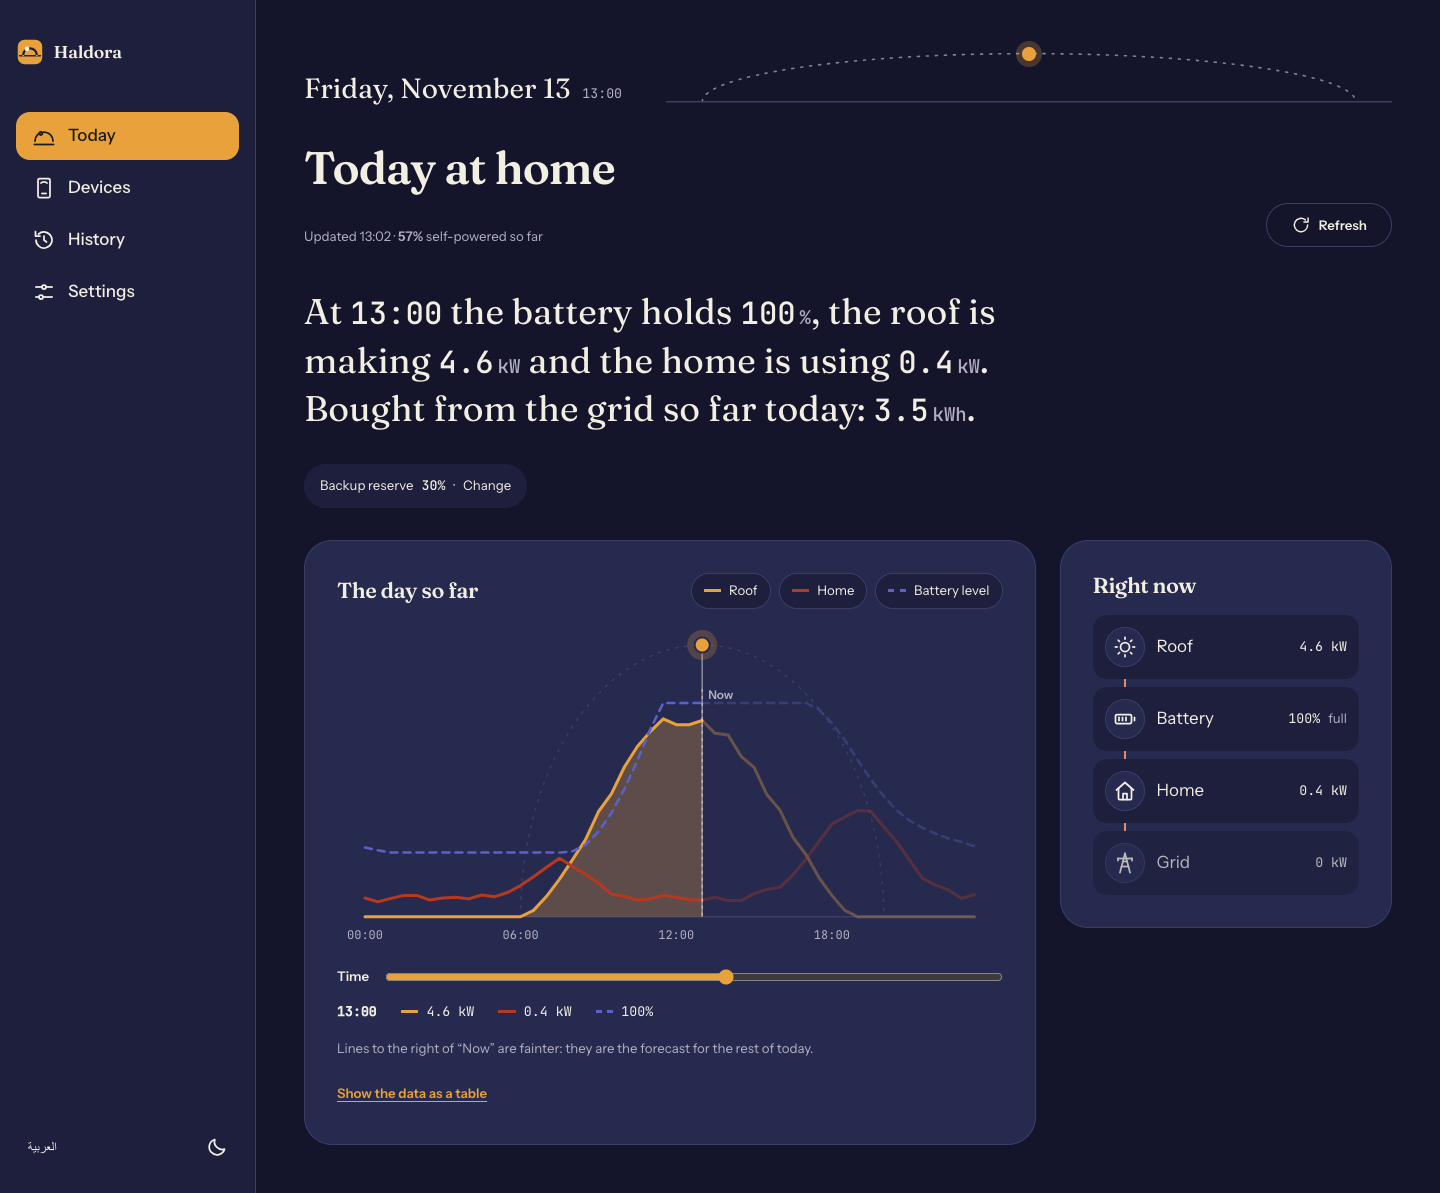 Haldora
Today
Devices
History
Settings
العربية
Friday, November 13 13:00
Today at home
Updated 13:02 · 57% self-powered so far
Refresh
At 13:00 the battery holds 100 %, the roof is
making 4.6 kW and the home is using 0.4 kW.
Bought from the grid so far today: 3.5 kWh.
Backup reserve 30% · Change
The day so far
Roof
Home
Battery level
Now
00:00 06:00 12:00 18:00
Time
13:00 4.6 kW 0.4 kW 100%
Lines to the right of “Now” are fainter: they are the forecast for the rest of today.
Show the data as a table
Right now
Roof 4.6 kW
Battery 100% full
Home 0.4 kW
Grid 0 kW